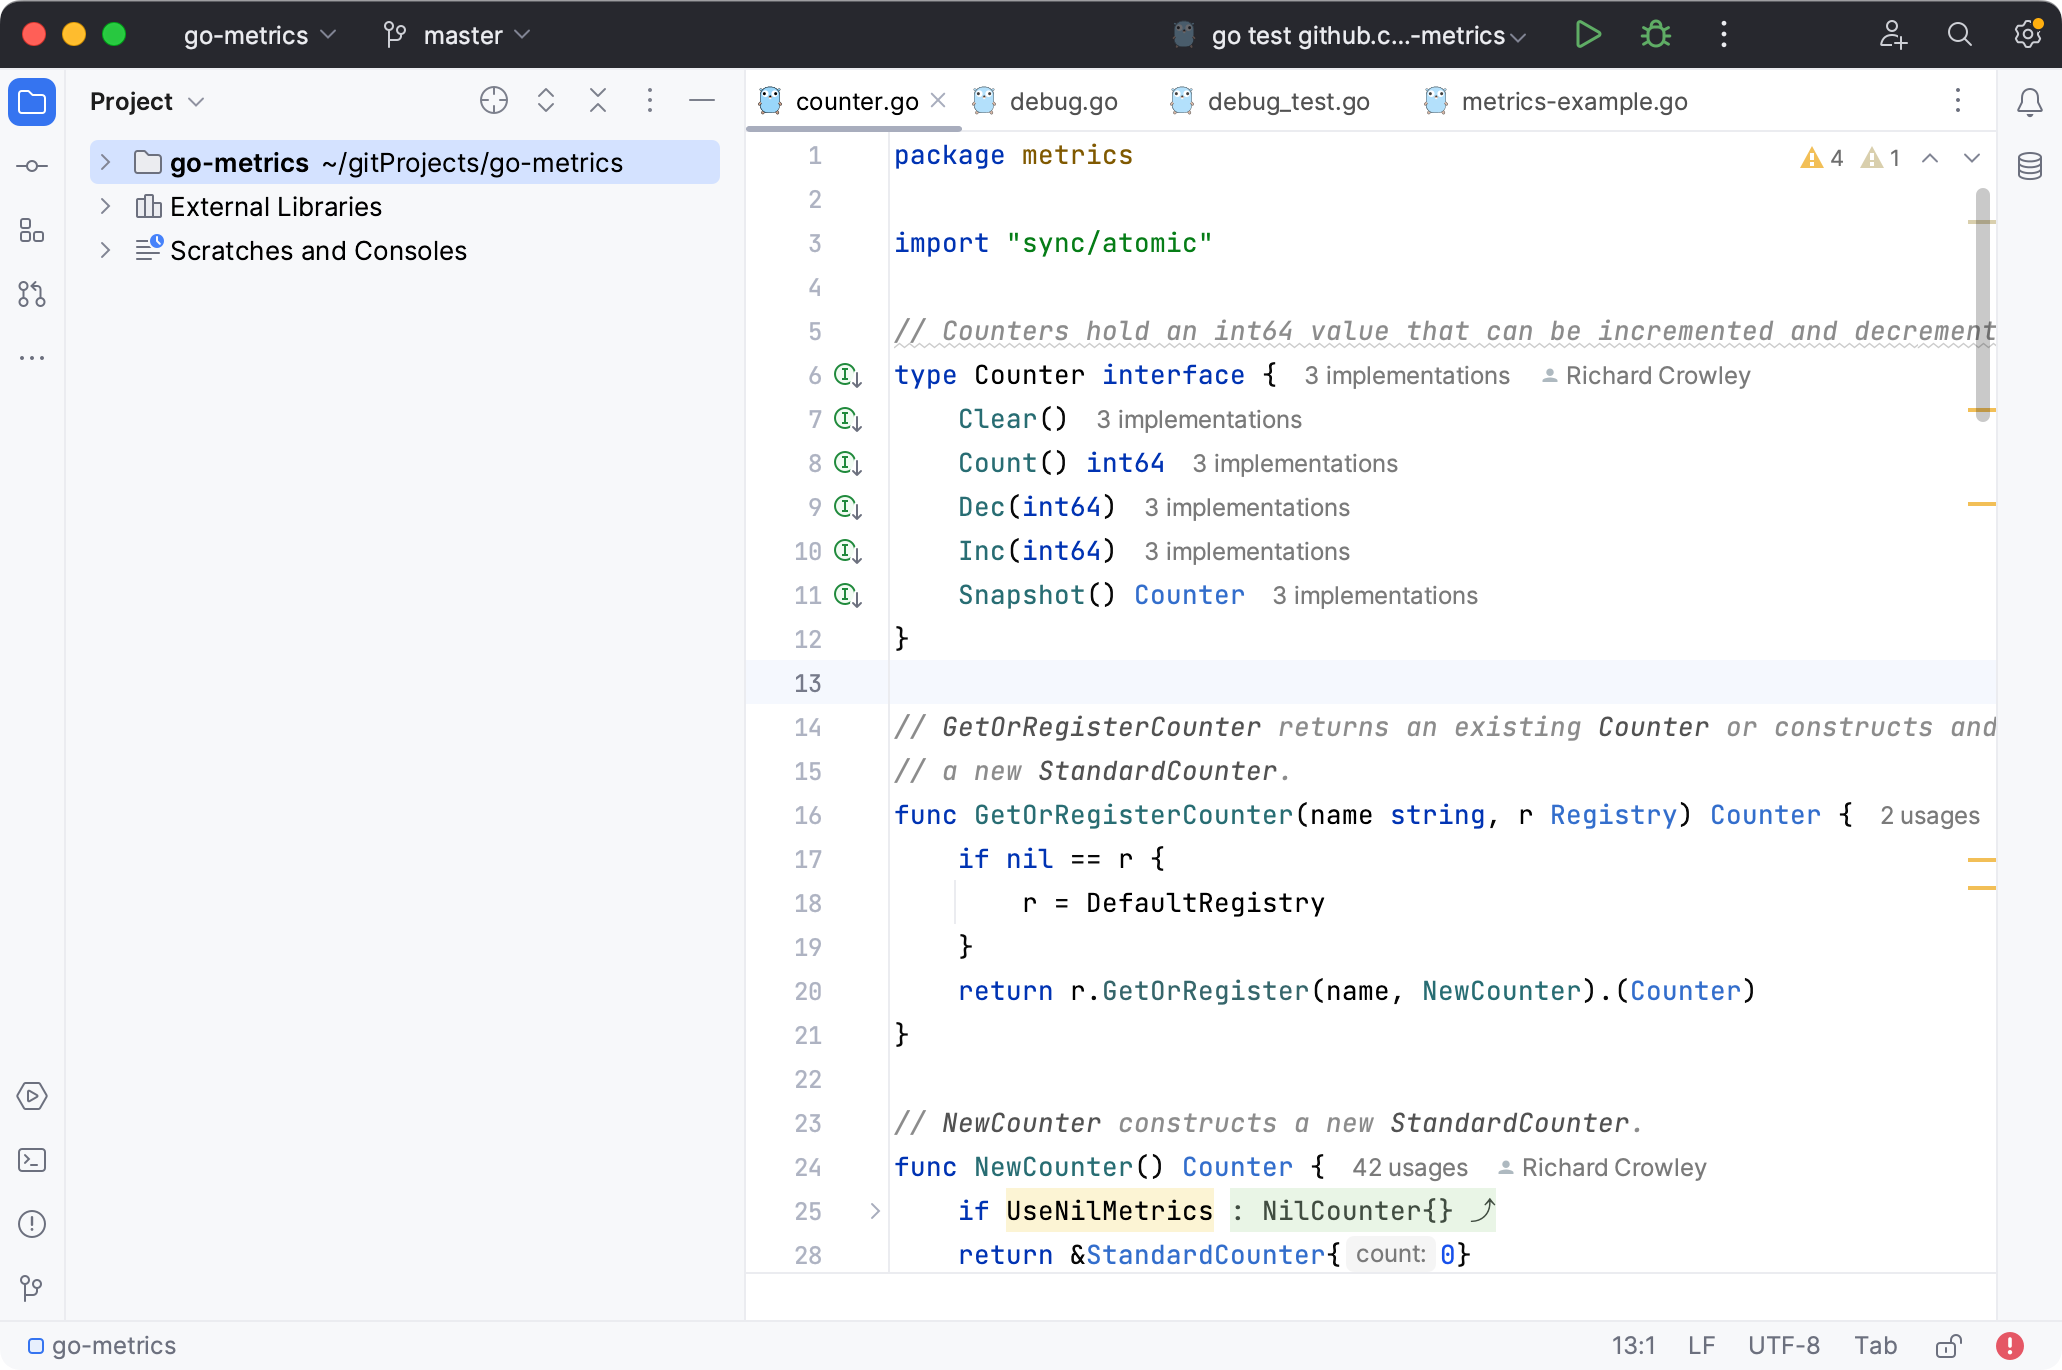 go-metrics master go test github.c...-metrics
Project
go-metrics ~/gitProjects/go-metrics
External Libraries
Scratches and Consoles
counter.go debug.go debug_test.go metrics-example.go
4 1
1 package metrics
2
3 import "sync/atomic"
4
5 // Counters hold an int64 value that can be incremented and decrement
6 type Counter interface { 3 implementations Richard Crowley
7 Clear() 3 implementations
8 Count() int64 3 implementations
9 Dec(int64) 3 implementations
10 Inc(int64) 3 implementations
11 Snapshot() Counter 3 implementations
12 }
13
14 // GetOrRegisterCounter returns an existing Counter or constructs and
15 // a new StandardCounter.
16 func GetOrRegisterCounter(name string, r Registry) Counter { 2 usages
17 if nil == r {
18 r = DefaultRegistry
19 }
20 return r.GetOrRegister(name, NewCounter).(Counter)
21 }
22
23 // NewCounter constructs a new StandardCounter.
24 func NewCounter() Counter { 42 usages Richard Crowley
25 if UseNilMetrics : NilCounter{}
28 return &StandardCounter{ count: 0}
go-metrics 13:1 LF UTF-8 Tab